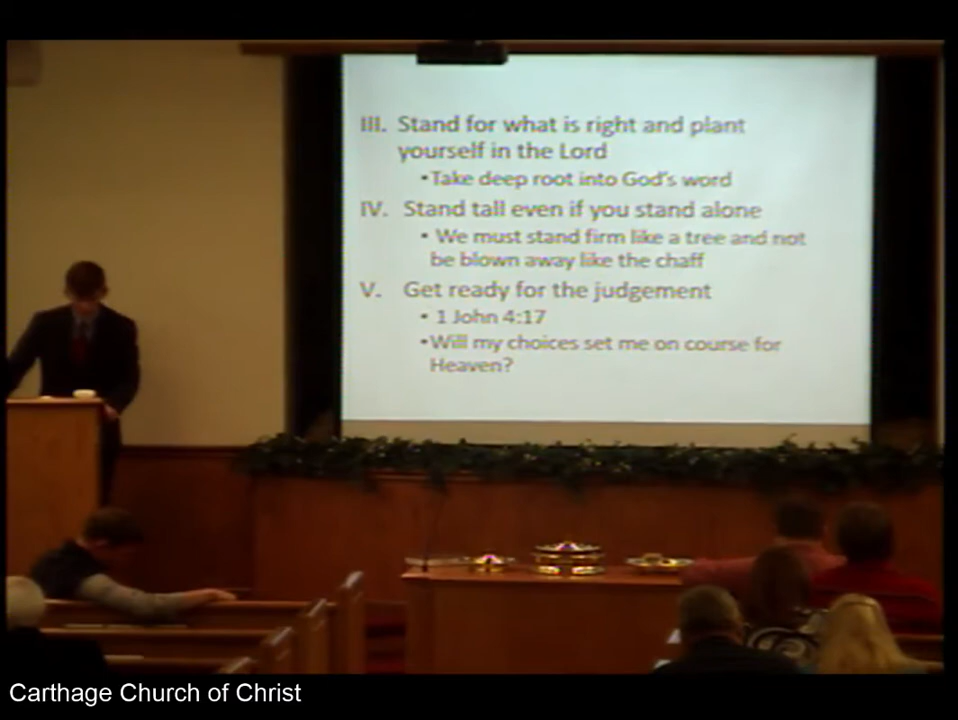 III. Stand for what is right and plant
yourself in the Lord
•Take deep root into God's word
IV. Stand tall even if you stand alone
• We must stand firm like a tree and not
be blown away like the chaff
V. Get ready for the judgement
• 1 John 4:17
•Will my choices set me on course for
Heaven?
Carthage Church of Christ